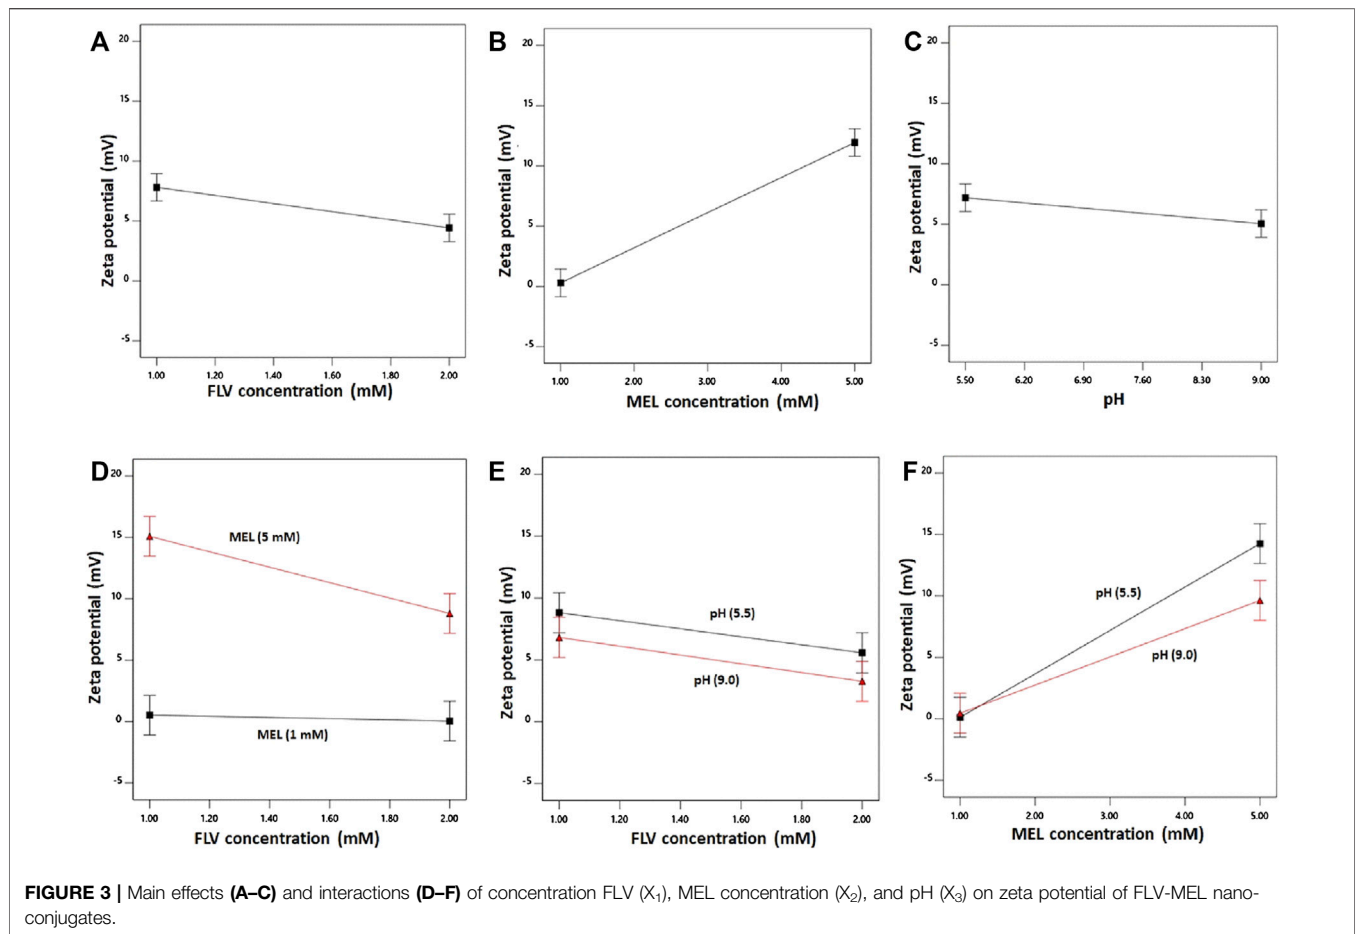 A
20
15
10
5
0
-5
Zeta potential (mV)
1.00 1.20 1.40 1.60 1.80 2.00
FLV concentration (mM)
B
20
15
10
5
0
-5
Zeta potential (mV)
1.00 2.00 3.00 4.00 5.00
MEL concentration (mM)
C
20
15
10
5
0
-5
Zeta potential (mV)
5.50 6.20 6.90 7.60 8.30 9.00
pH
D
20
15
10
5
0
-5
Zeta potential (mV)
MEL (5 mM)
MEL (1 mM)
1.00 1.20 1.40 1.60 1.80 2.00
FLV concentration (mM)
E
20
15
10
5
0
-5
Zeta potential (mV)
pH (5.5)
pH (9.0)
1.00 1.20 1.40 1.60 1.80 2.00
FLV concentration (mM)
F
20
15
10
5
0
-5
Zeta potential (mV)
pH (5.5)
pH (9.0)
1.00 2.00 3.00 4.00 5.00
MEL concentration (mM)
FIGURE 3 | Main effects (A–C) and interactions (D–F) of concentration FLV (X₁), MEL concentration (X₂), and pH (X₃) on zeta potential of FLV-MEL nano-
conjugates.